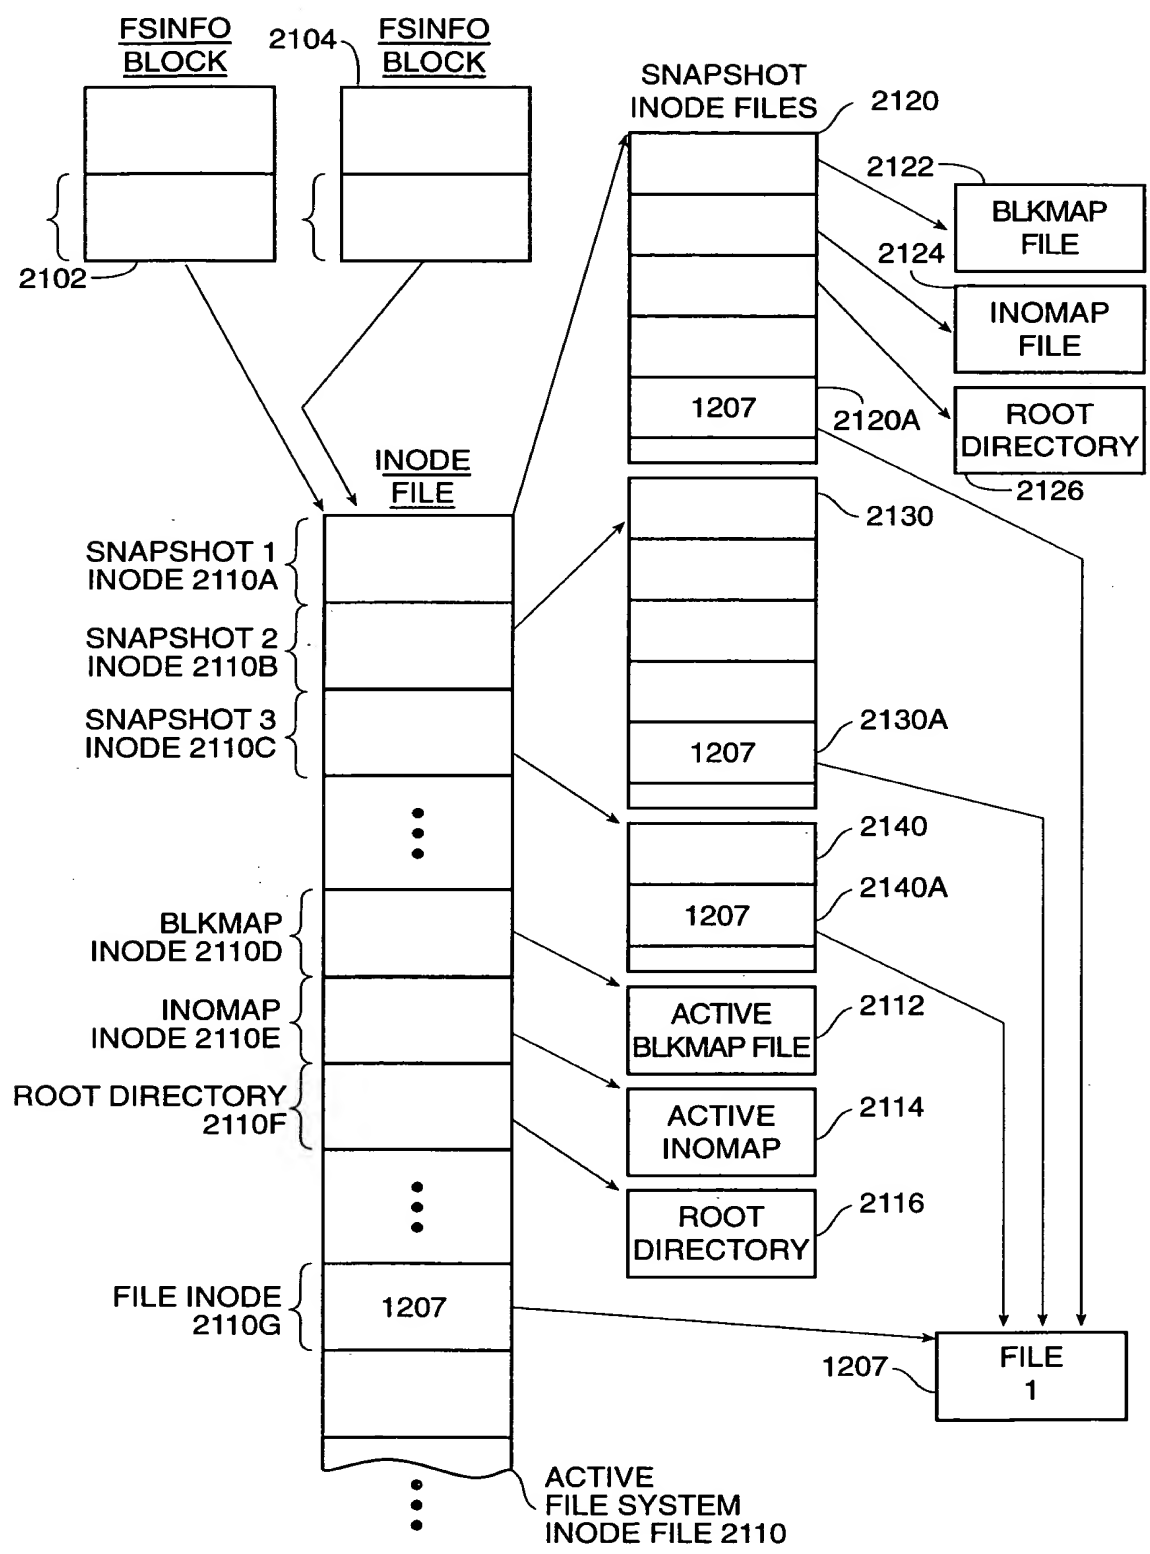 FSINFO
BLOCK
2104
FSINFO
BLOCK
2102
SNAPSHOT
INODE FILES
2120
2122
BLKMAP
FILE
2124
INOMAP
FILE
1207
2120A
ROOT
DIRECTORY
2126
INODE
FILE
2130
SNAPSHOT 1
INODE 2110A
SNAPSHOT 2
INODE 2110B
SNAPSHOT 3
INODE 2110C
1207
2130A
2140
1207
2140A
BLKMAP
INODE 2110D
ACTIVE
BLKMAP FILE
2112
INOMAP
INODE 2110E
ROOT DIRECTORY
2110F
ACTIVE
INOMAP
2114
ROOT
DIRECTORY
2116
FILE INODE
2110G
1207
1207
FILE
1
ACTIVE
FILE SYSTEM
INODE FILE 2110